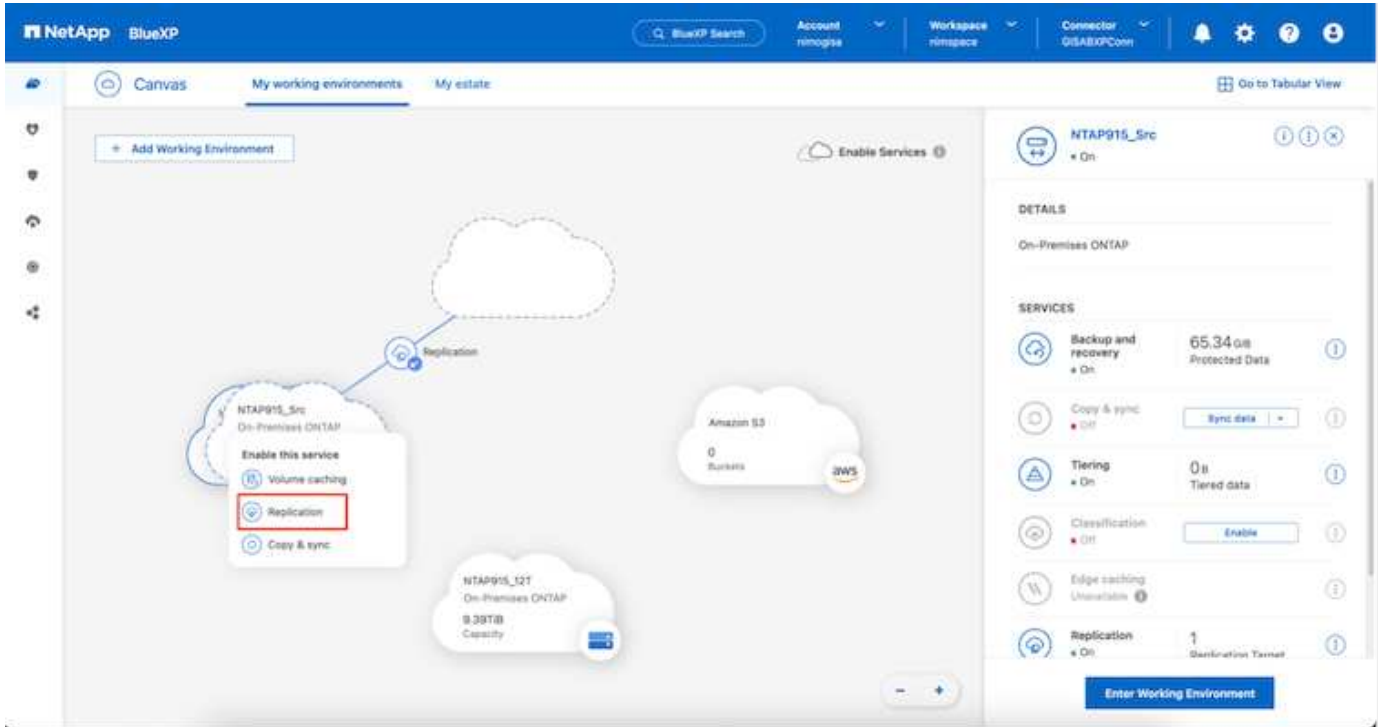 NetApp BlueXP
BlueXP Search
Account
nimogisa
Workspace
nimspace
Connector
GISABXPConn
Canvas
My working environments
My estate
Go to Tabular View
+ Add Working Environment
Enable Services
Replication
NTAP915_Src
On-Premises ONTAP
Enable this service
Volume caching
Replication
Copy & sync
Amazon S3
0
Buckets
aws
NTAP915_12T
On-Premises ONTAP
9.39TiB
Capacity
- +
NTAP915_Src
On
DETAILS
On-Premises ONTAP
SERVICES
Backup and recovery
On
65.34 GiB
Protected Data
Copy & sync
Off
Sync data
Tiering
On
0 B
Tiered data
Classification
Off
Enable
Edge caching
Unavailable
Replication
On
1
Replication Target
Enter Working Environment